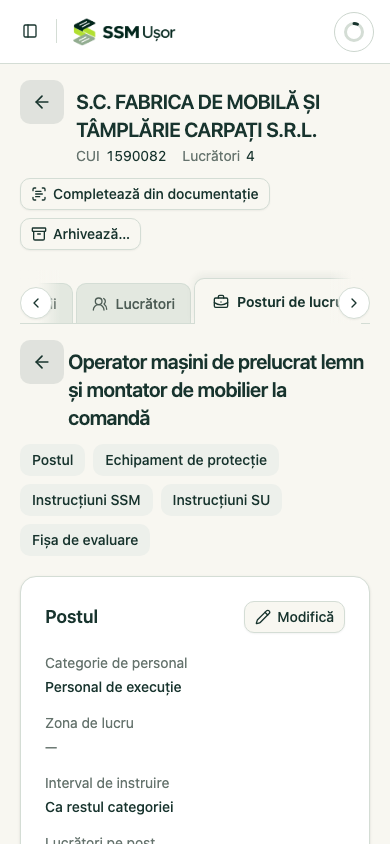 SSM Ușor
S.C. FABRICA DE MOBILĂ ȘI
TÂMPLĂRIE CARPAȚI S.R.L.
CUI 1590082 Lucrători 4
Completează din documentație
Arhivează...
Lucrători
Posturi de lucru
Operator mașini de prelucrat lemn
și montator de mobilier la
comandă
Postul
Echipament de protecție
Instrucțiuni SSM
Instrucțiuni SU
Fișa de evaluare
Postul
Modifică
Categorie de personal
Personal de execuție
Zona de lucru
—
Interval de instruire
Ca restul categoriei
Lucrători pe post